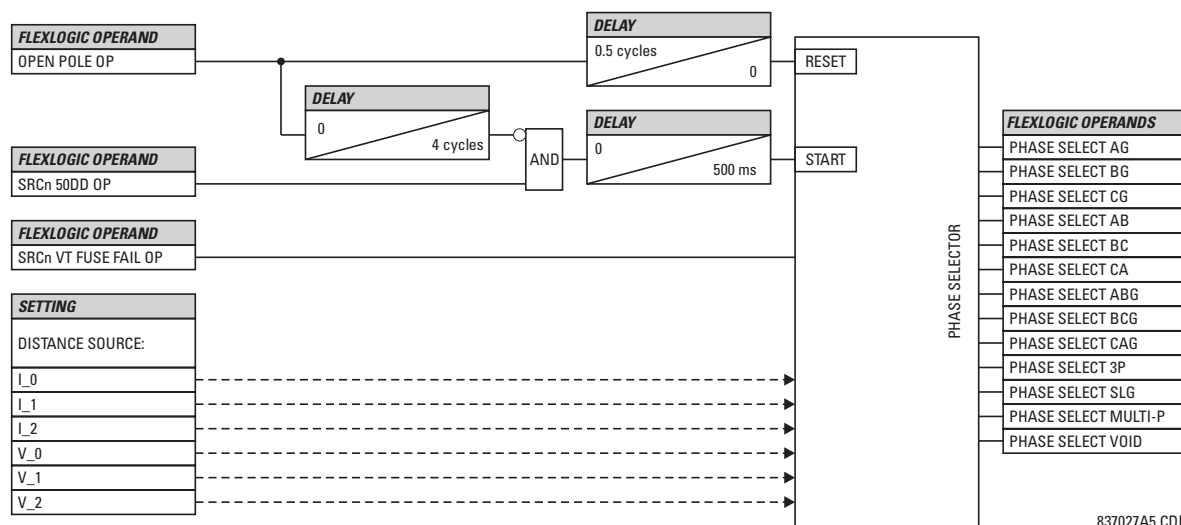 FLEXLOGIC OPERAND
OPEN POLE OP
DELAY
0.5 cycles
0
RESET
DELAY
0
4 cycles
AND
DELAY
0
500 ms
START
FLEXLOGIC OPERAND
SRCn 50DD OP
FLEXLOGIC OPERAND
SRCn VT FUSE FAIL OP
SETTING
DISTANCE SOURCE:
I_0
I_1
I_2
V_0
V_1
V_2
PHASE SELECTOR
FLEXLOGIC OPERANDS
PHASE SELECT AG
PHASE SELECT BG
PHASE SELECT CG
PHASE SELECT AB
PHASE SELECT BC
PHASE SELECT CA
PHASE SELECT ABG
PHASE SELECT BCG
PHASE SELECT CAG
PHASE SELECT 3P
PHASE SELECT SLG
PHASE SELECT MULTI-P
PHASE SELECT VOID